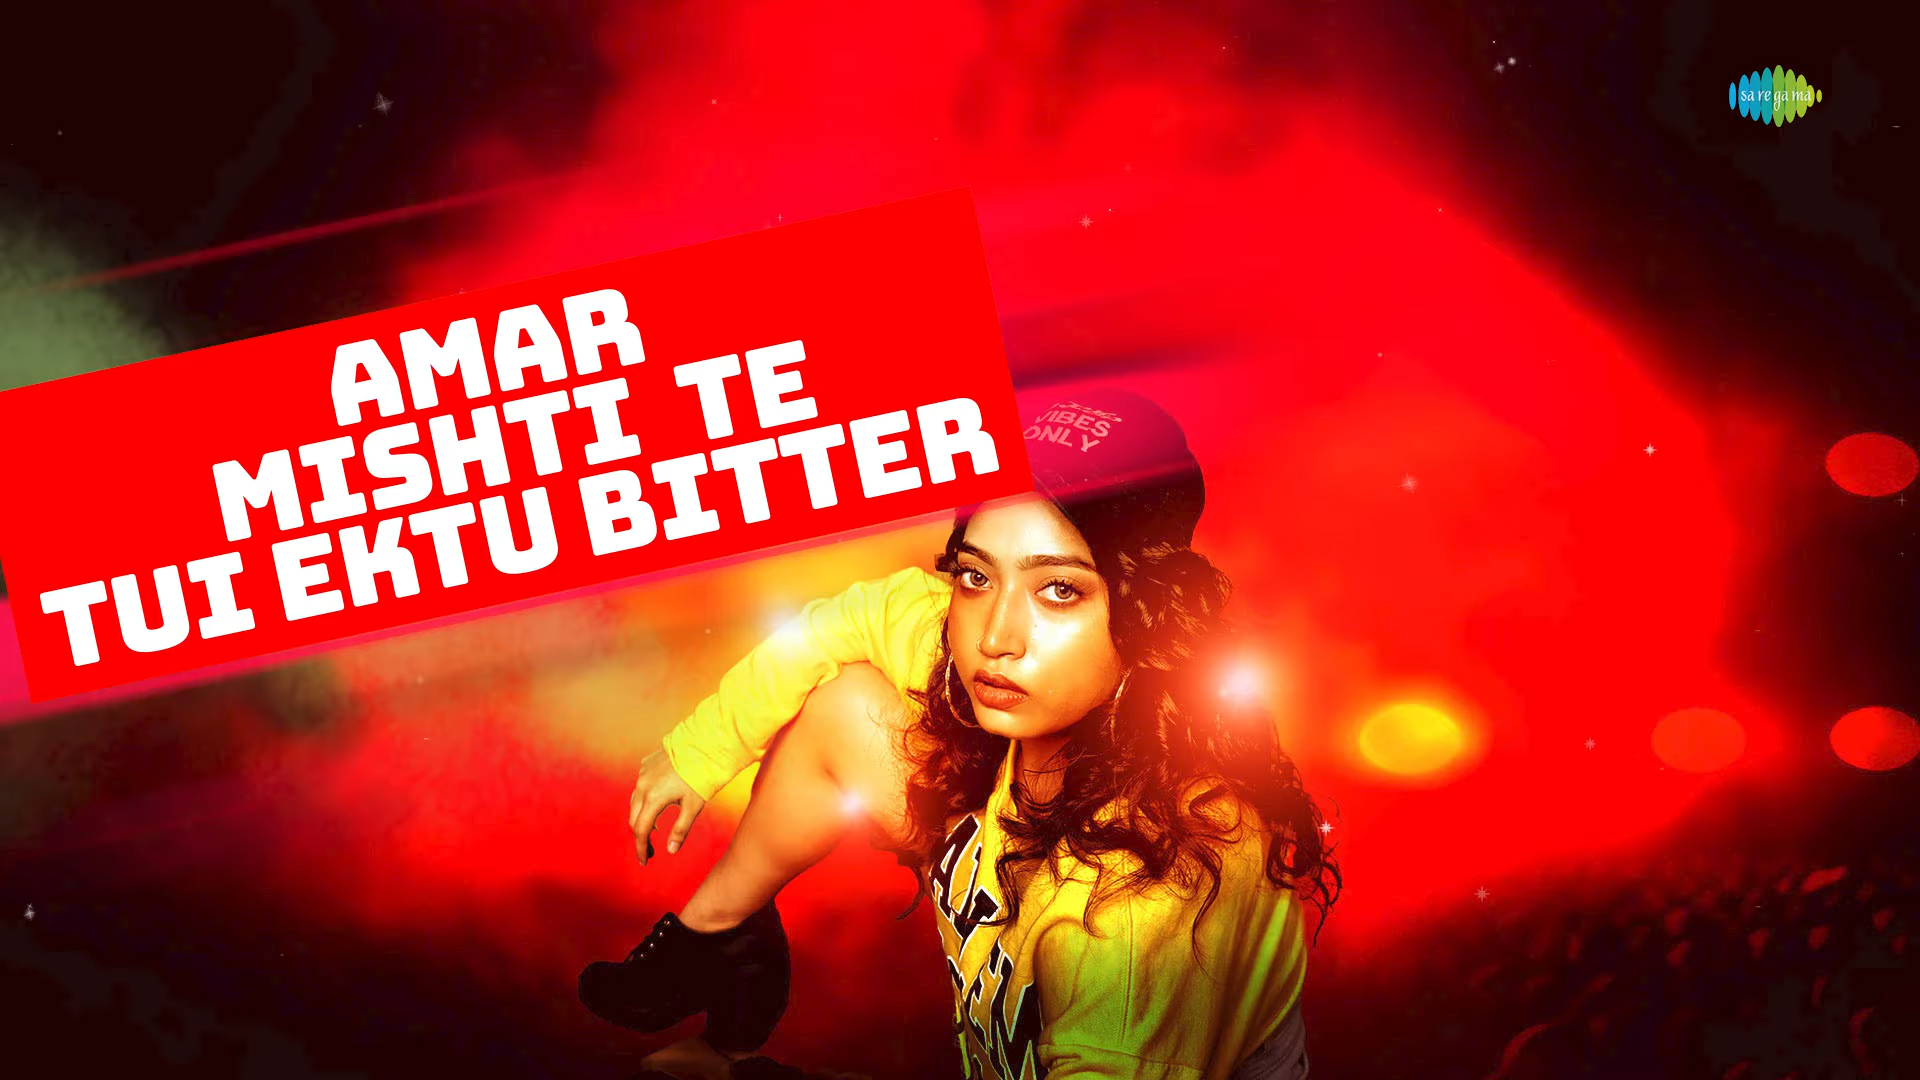 sa re ga ma
AMAR
MISHTI TE
TUI EKTU BITTER
VIBES
ONLY